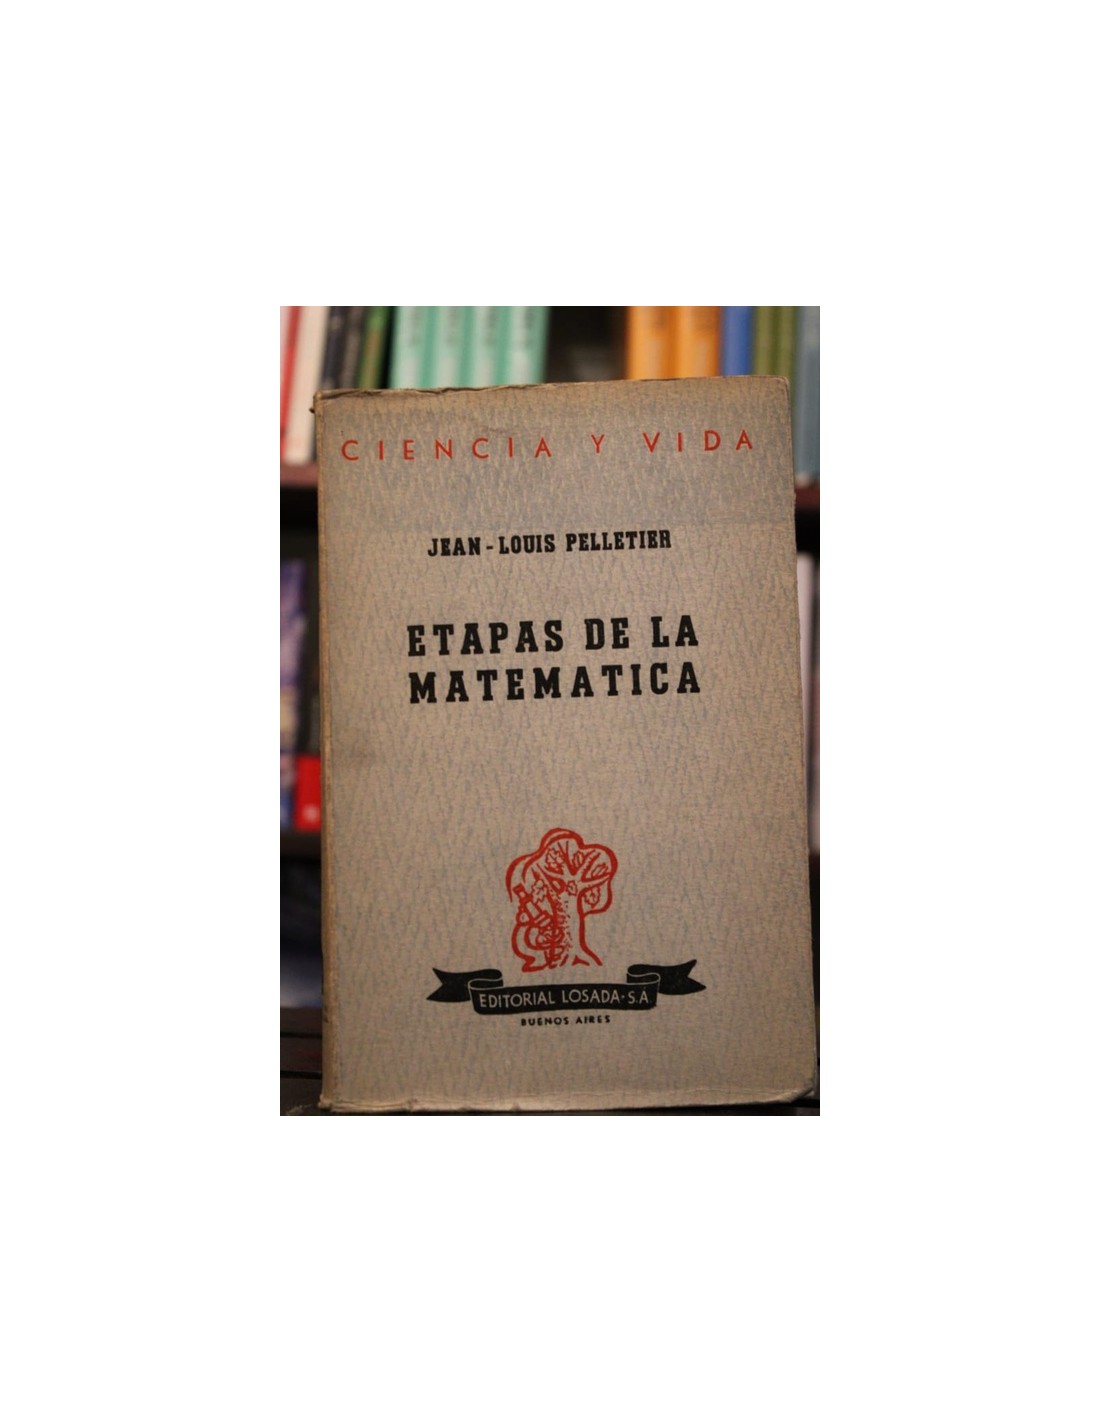 CIENCIA Y VIDA
JEAN-LOUIS PELLETIER
ETAPAS DE LA
MATEMATICA
EDITORIAL LOSADA · S.A.
BUENOS AIRES